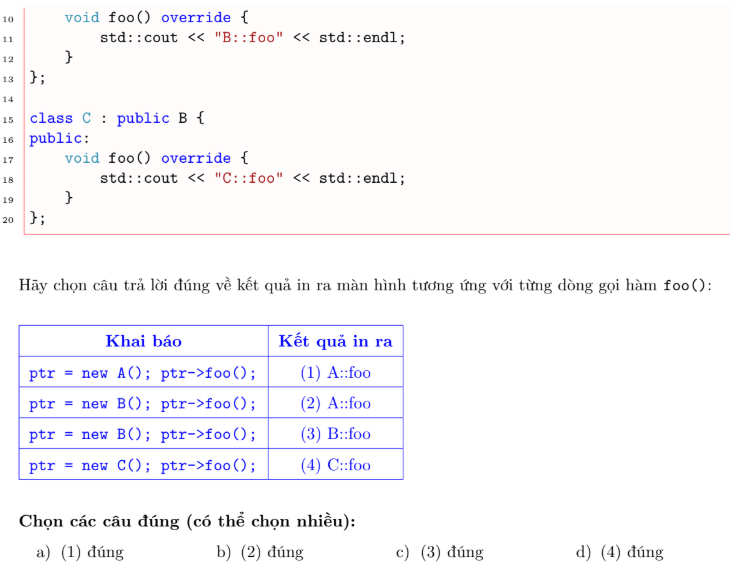 10 void foo() override {
11 std::cout << "B::foo" << std::endl;
12 }
13 };
14
15 class C : public B {
16 public:
17 void foo() override {
18 std::cout << "C::foo" << std::endl;
19 }
20 };
Hãy chọn câu trả lời đúng về kết quả in ra màn hình tương ứng với từng dòng gọi hàm foo():
Khai báo Kết quả in ra
ptr = new A(); ptr->foo(); (1) A::foo
ptr = new B(); ptr->foo(); (2) A::foo
ptr = new B(); ptr->foo(); (3) B::foo
ptr = new C(); ptr->foo(); (4) C::foo
Chọn các câu đúng (có thể chọn nhiều):
a) (1) đúng b) (2) đúng c) (3) đúng d) (4) đúng